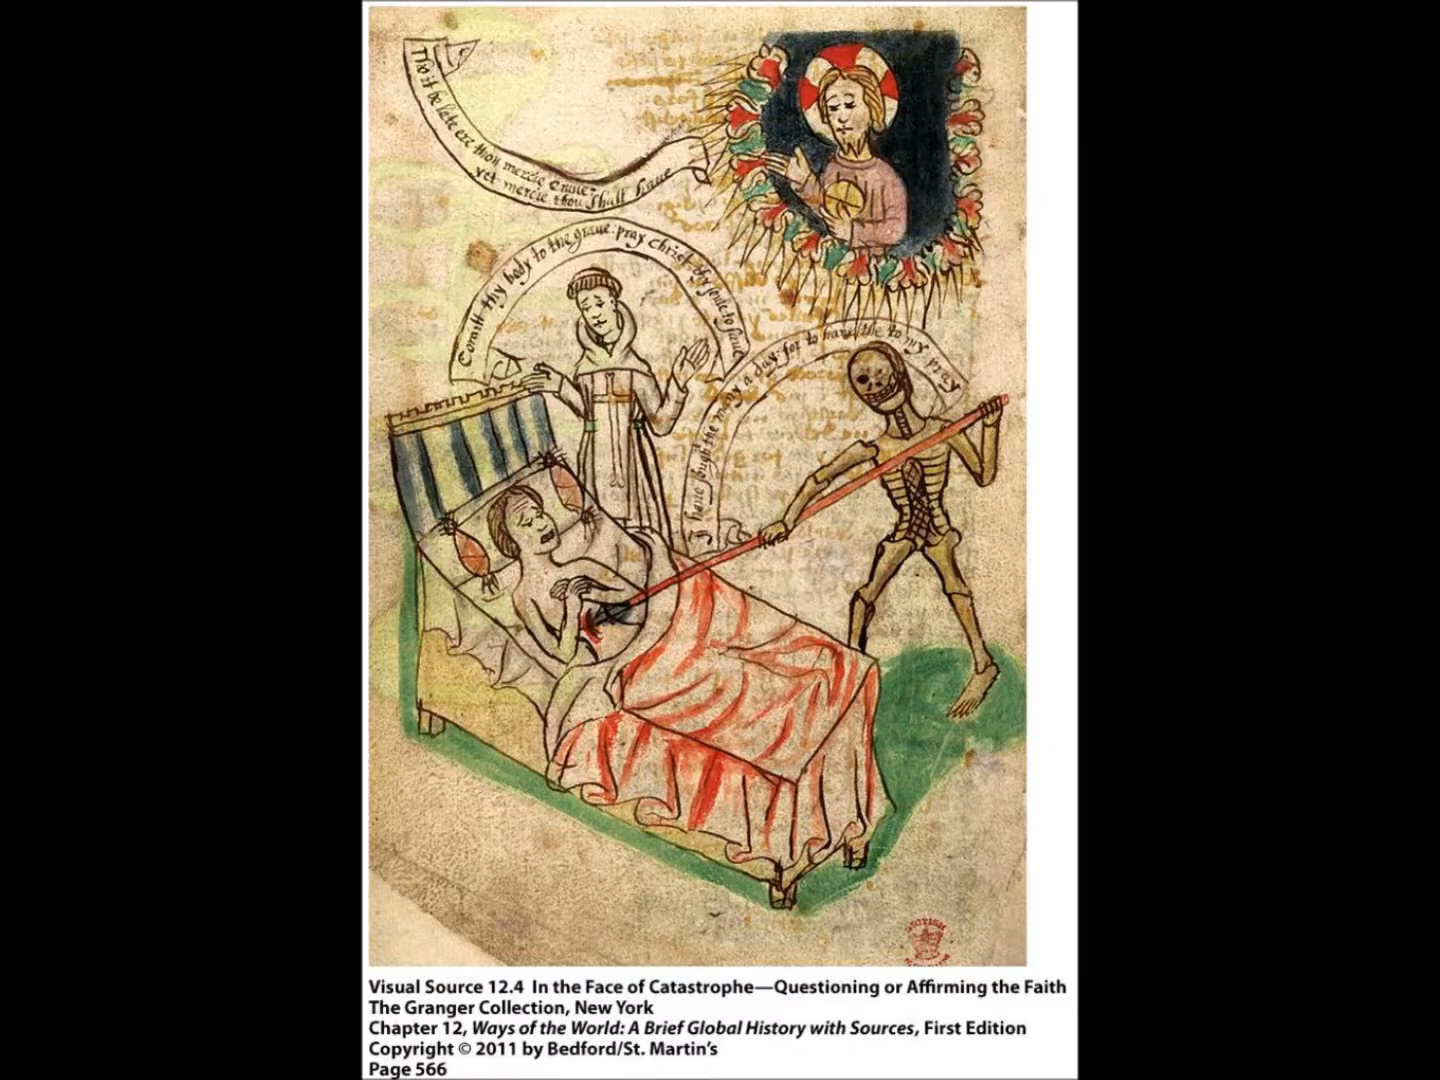 Tho it be late ere thou mercie craue:
yet mercie thou shall haue
Comitt thy body to the graue: pray Christ thy soule to saue
I haue sought the many a day: for to haue the to my pray
Visual Source 12.4 In the Face of Catastrophe—Questioning or Affirming the Faith
The Granger Collection, New York
Chapter 12, Ways of the World: A Brief Global History with Sources, First Edition
Copyright © 2011 by Bedford/St. Martin's
Page 566